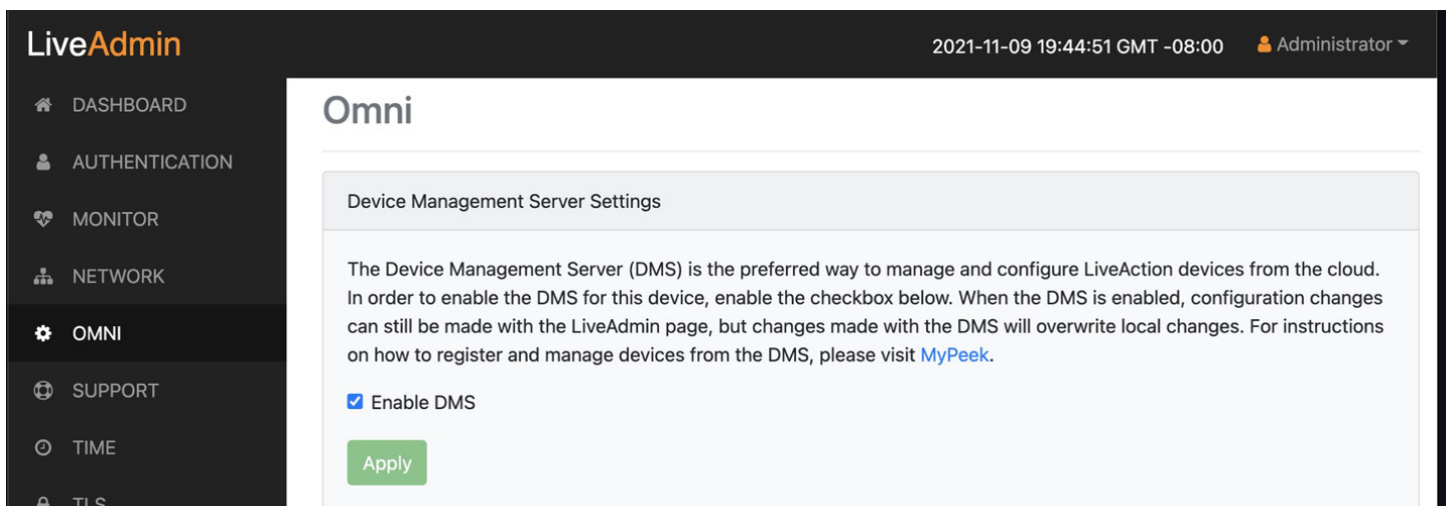 LiveAdmin
2021-11-09 19:44:51 GMT -08:00
Administrator
DASHBOARD
AUTHENTICATION
MONITOR
NETWORK
OMNI
SUPPORT
TIME
TLS
Omni
Device Management Server Settings
The Device Management Server (DMS) is the preferred way to manage and configure LiveAction devices from the cloud.
In order to enable the DMS for this device, enable the checkbox below. When the DMS is enabled, configuration changes
can still be made with the LiveAdmin page, but changes made with the DMS will overwrite local changes. For instructions
on how to register and manage devices from the DMS, please visit MyPeek.
Enable DMS
Apply